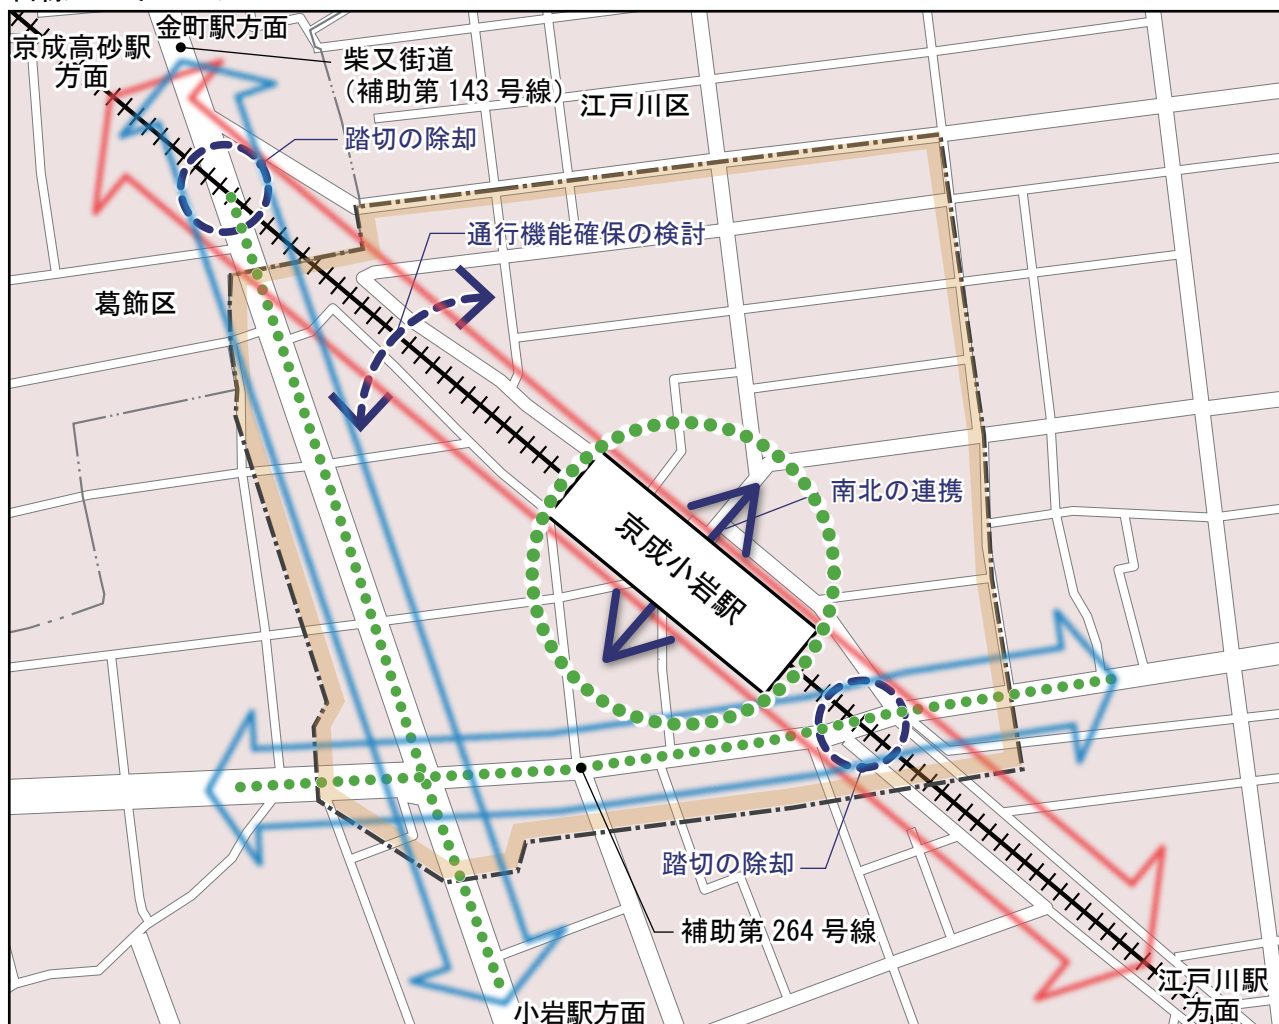 金町駅方面
京成高砂駅
方面
柴又街道
（補助第 143 号線）
江戸川区
踏切の除却
通行機能確保の検討
葛飾区
南北の連携
京成小岩駅
踏切の除却
補助第 264 号線
江戸川駅
方面
小岩駅方面